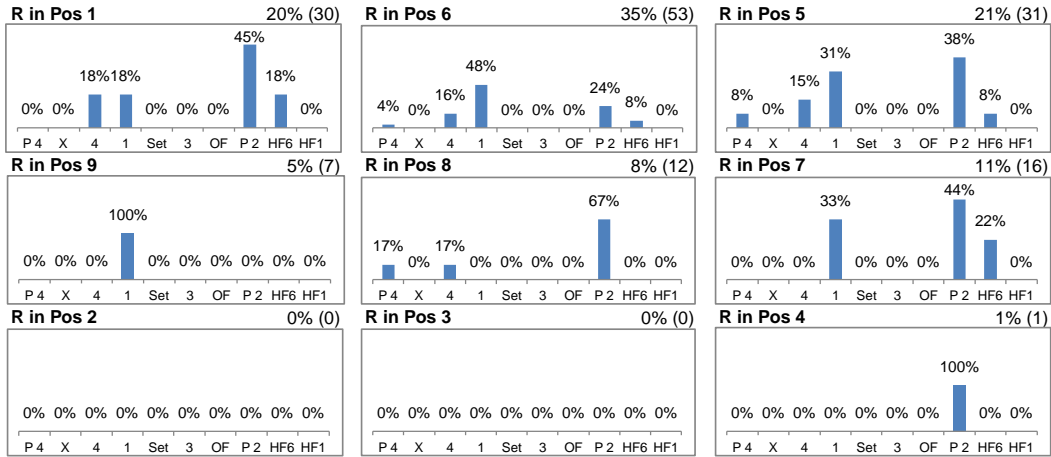 R in Pos 1 20% (30)
45%
18% 18% 18%
0% 0% 0% 0% 0% 0%
P 4 X 4 1 Set 3 OF P 2 HF6 HF1
R in Pos 6 35% (53)
48%
16% 24%
4% 0% 0% 0% 0% 8% 0%
P 4 X 4 1 Set 3 OF P 2 HF6 HF1
R in Pos 5 21% (31)
38%
31%
15%
8% 0% 0% 0% 0% 8% 0%
P 4 X 4 1 Set 3 OF P 2 HF6 HF1
R in Pos 9 5% (7)
100%
0% 0% 0% 0% 0% 0% 0% 0% 0%
P 4 X 4 1 Set 3 OF P 2 HF6 HF1
R in Pos 8 8% (12)
67%
17% 17%
0% 0% 0% 0% 0% 0% 0%
P 4 X 4 1 Set 3 OF P 2 HF6 HF1
R in Pos 7 11% (16)
44%
33% 22%
0% 0% 0% 0% 0% 0% 0%
P 4 X 4 1 Set 3 OF P 2 HF6 HF1
R in Pos 2 0% (0)
0% 0% 0% 0% 0% 0% 0% 0% 0% 0%
P 4 X 4 1 Set 3 OF P 2 HF6 HF1
R in Pos 3 0% (0)
0% 0% 0% 0% 0% 0% 0% 0% 0% 0%
P 4 X 4 1 Set 3 OF P 2 HF6 HF1
R in Pos 4 1% (1)
100%
0% 0% 0% 0% 0% 0% 0% 0% 0%
P 4 X 4 1 Set 3 OF P 2 HF6 HF1